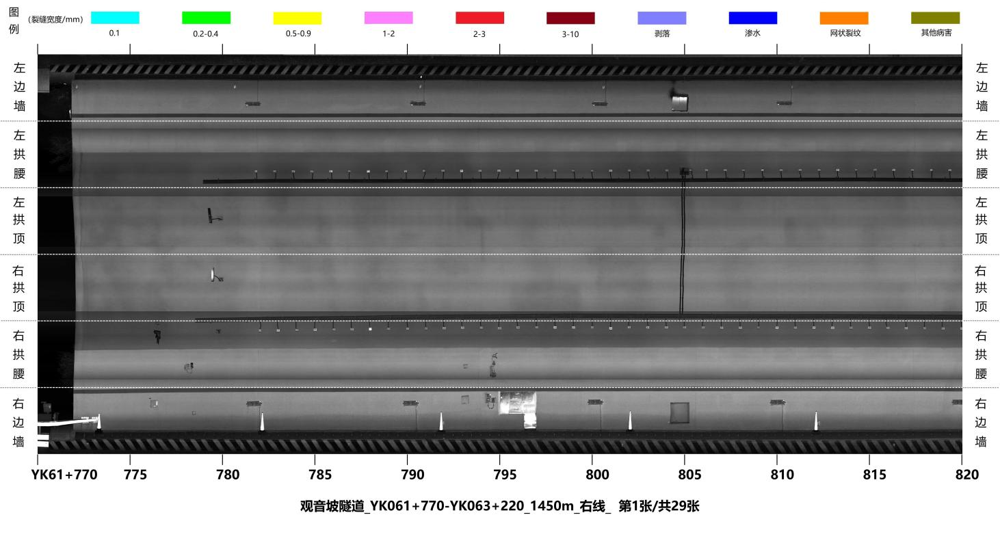 图例
(裂缝宽度/mm)
0.1 0.2-0.4 0.5-0.9 1-2 2-3 3-10 剥落 渗水 网状裂纹 其他病害
左边墙 左边墙
左拱腰 左拱腰
左拱顶 左拱顶
右拱顶 右拱顶
右拱腰 右拱腰
右边墙 右边墙
YK61+770 775 780 785 790 795 800 805 810 815 820
观音坡隧道_YK061+770-YK063+220_1450m_右线_ 第1张/共29张